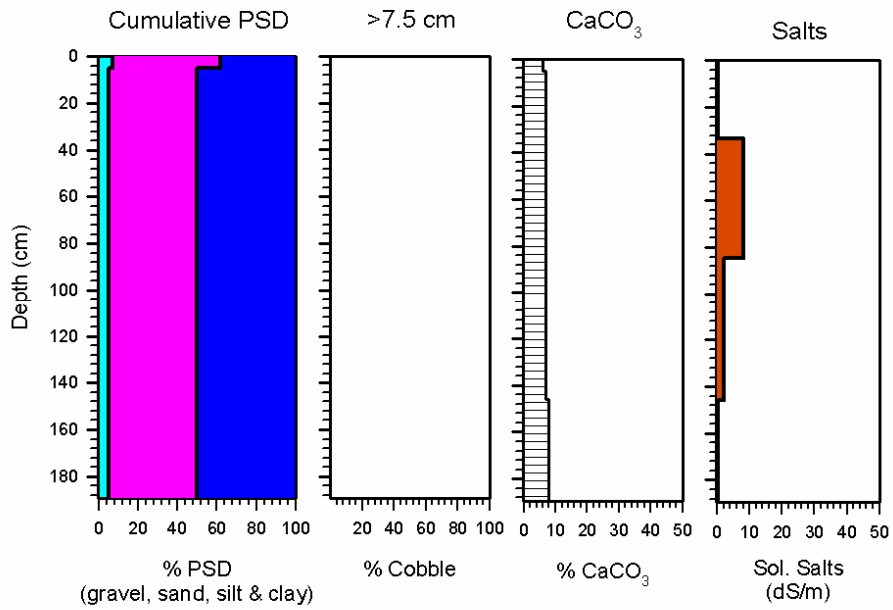 Cumulative PSD
>7.5 cm
CaCO3
Salts
Depth (cm)
0
20
40
60
80
100
120
140
160
180
0 20 40 60 80 100
0 20 40 60 80 100
0 10 20 30 40 50
0 10 20 30 40 50
% PSD
(gravel, sand, silt & clay)
% Cobble
% CaCO3
Sol. Salts
(dS/m)